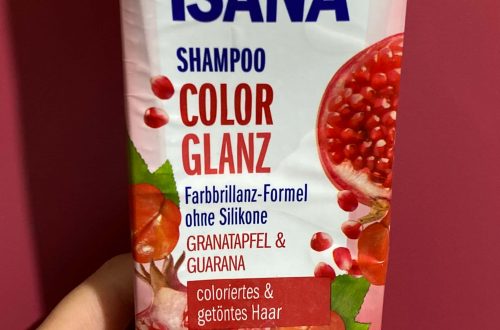 ISANA
SHAMPOO
COLOR
GLANZ
Farbbrillanz-Formel
ohne Silikone
GRANATAPFEL &
GUARANA
coloriertes &
getöntes Haar